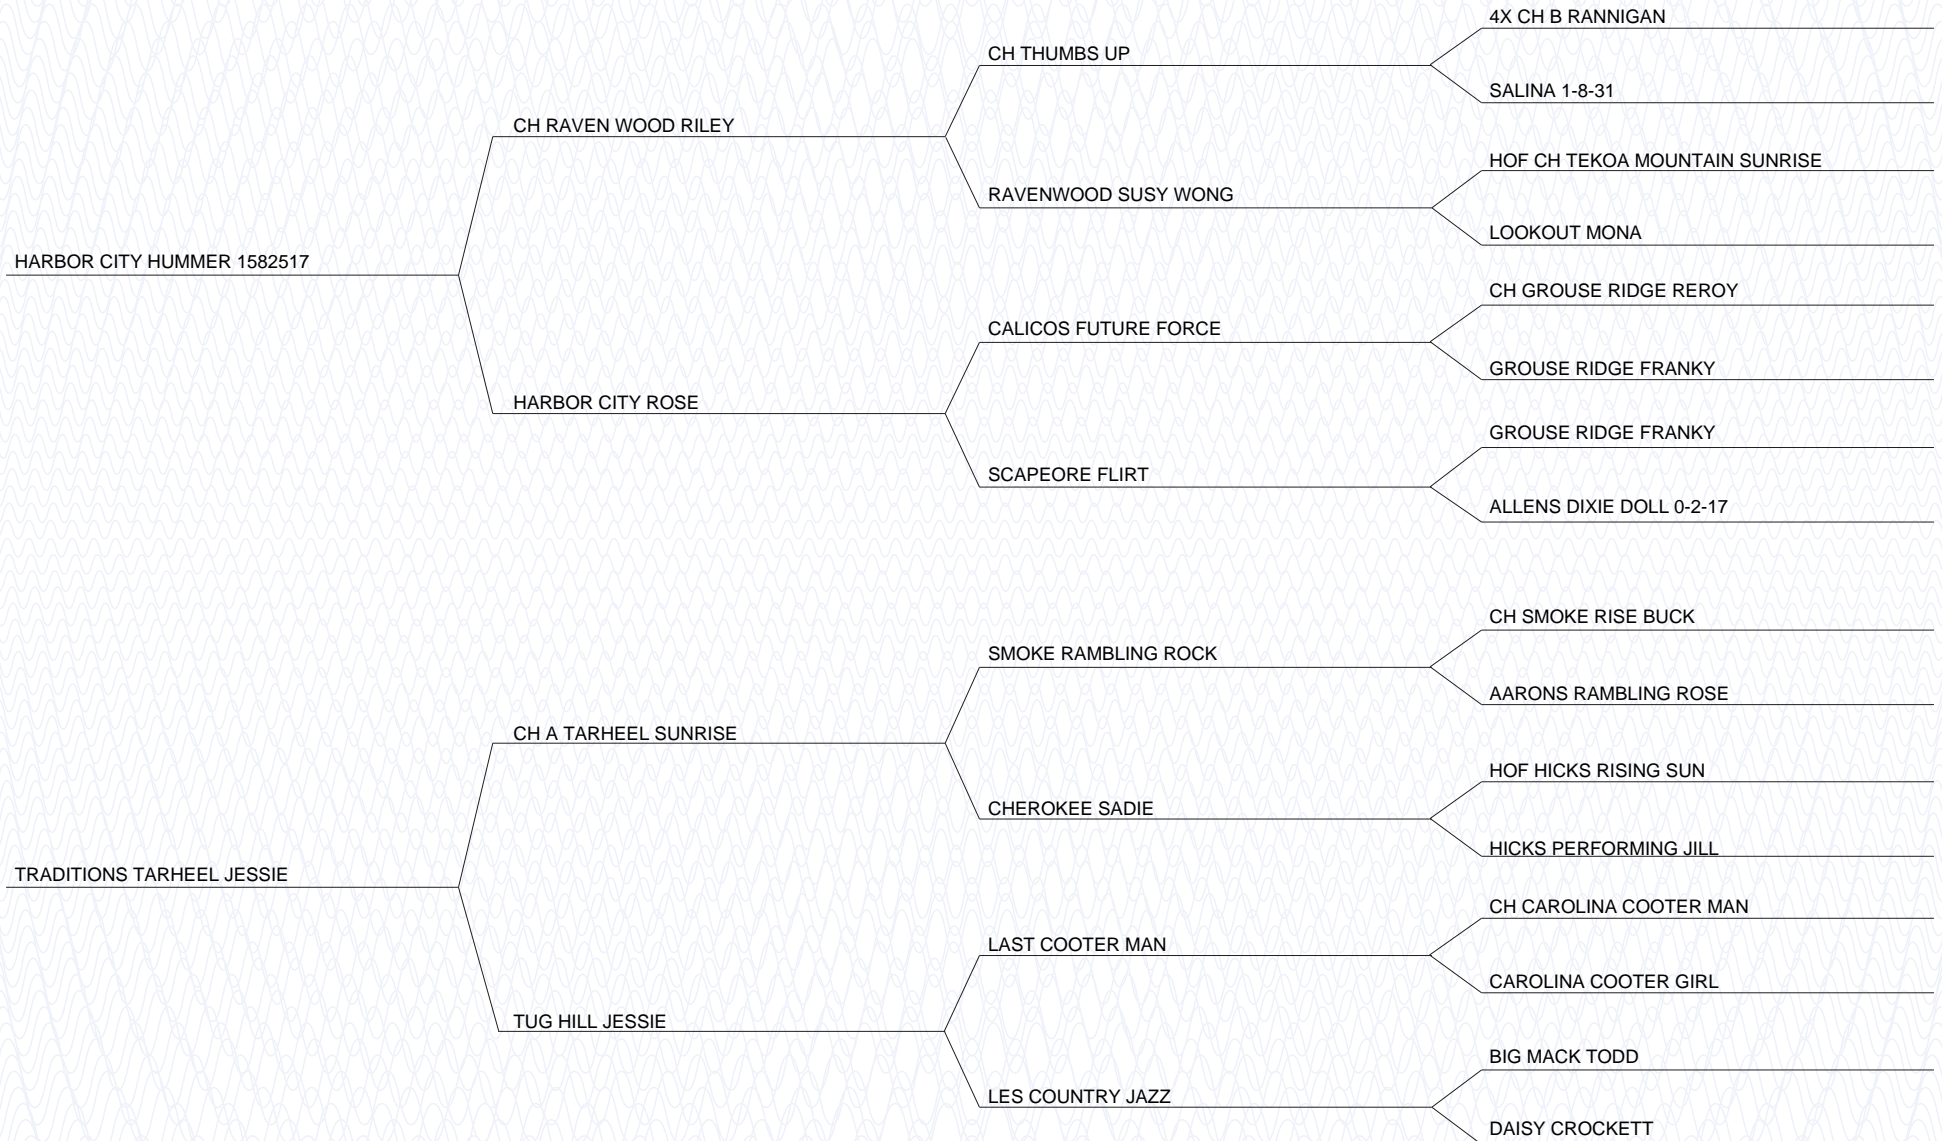 4X CH B RANNIGAN
CH THUMBS UP
SALINA 1-8-31
CH RAVEN WOOD RILEY
HOF CH TEKOA MOUNTAIN SUNRISE
RAVENWOOD SUSY WONG
LOOKOUT MONA
HARBOR CITY HUMMER 1582517
CH GROUSE RIDGE REROY
CALICOS FUTURE FORCE
GROUSE RIDGE FRANKY
HARBOR CITY ROSE
GROUSE RIDGE FRANKY
SCAPEORE FLIRT
ALLENS DIXIE DOLL 0-2-17
CH SMOKE RISE BUCK
SMOKE RAMBLING ROCK
AARONS RAMBLING ROSE
CH A TARHEEL SUNRISE
HOF HICKS RISING SUN
CHEROKEE SADIE
HICKS PERFORMING JILL
TRADITIONS TARHEEL JESSIE
CH CAROLINA COOTER MAN
LAST COOTER MAN
CAROLINA COOTER GIRL
TUG HILL JESSIE
BIG MACK TODD
LES COUNTRY JAZZ
DAISY CROCKETT